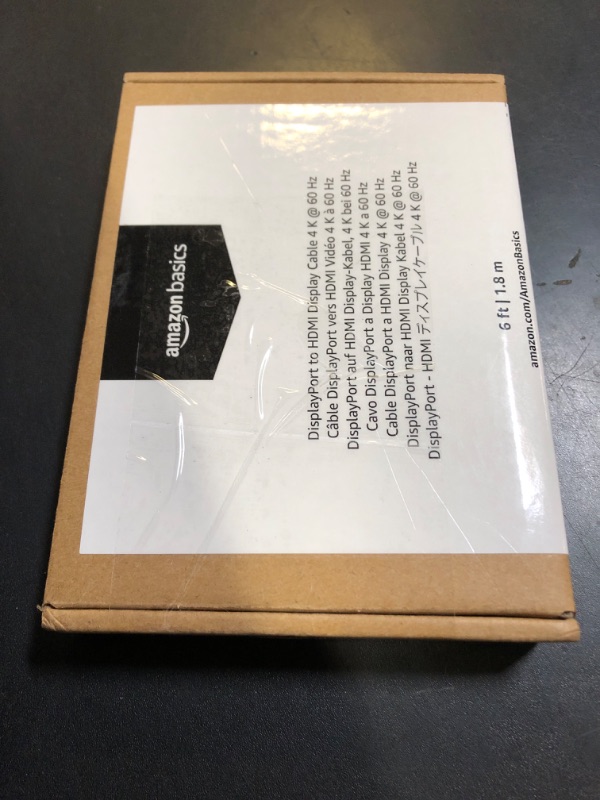 amazon basics
DisplayPort to HDMI Display Cable 4 K @ 60 Hz
Câble DisplayPort vers HDMI Vidéo 4 K à 60 Hz
DisplayPort auf HDMI Display-Kabel, 4 K bei 60 Hz
Cavo DisplayPort a Display HDMI 4 K a 60 Hz
Cable DisplayPort a HDMI Display 4 K @ 60 Hz
DisplayPort naar HDMI Display Kabel 4 K @ 60 Hz
DisplayPort - HDMI ディスプレイケーブル 4 K @ 60 Hz
6 ft | 1.8 m
amazon.com/AmazonBasics